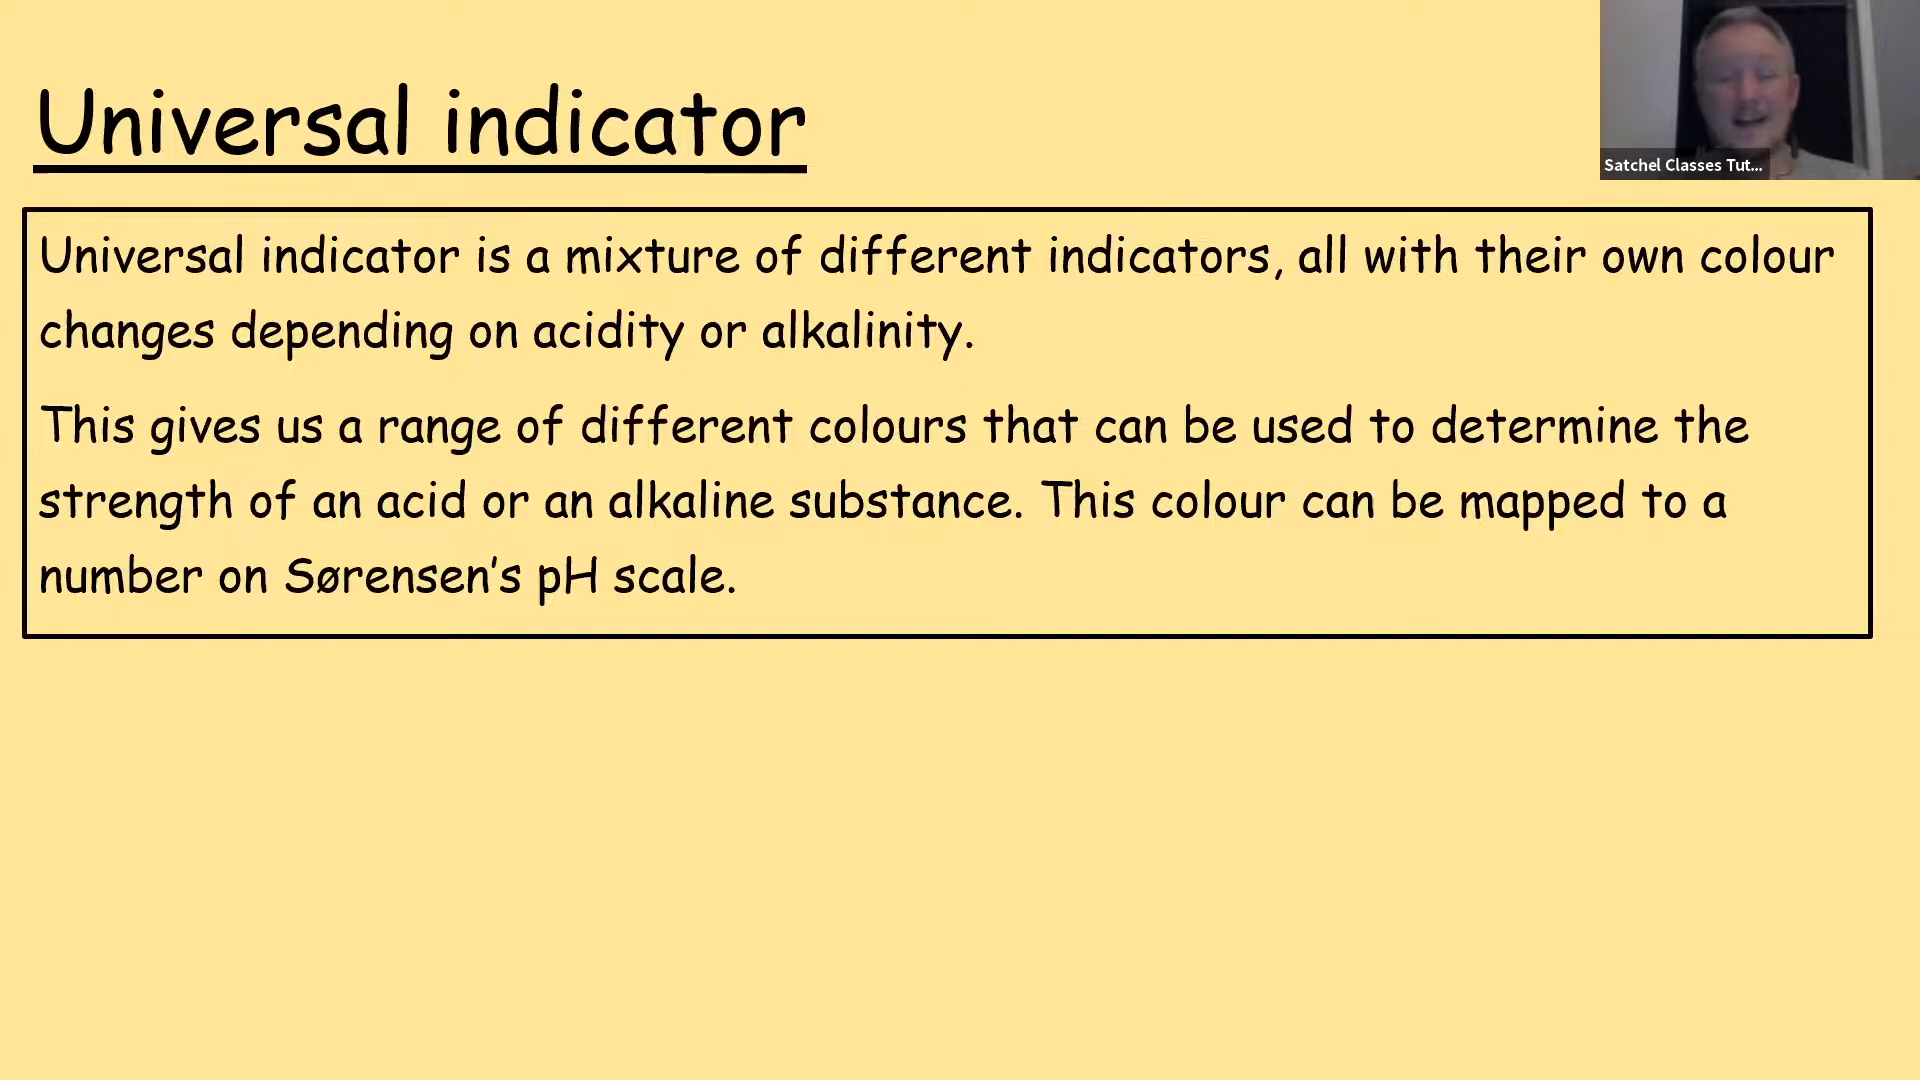 Universal indicator
Satchel Classes Tut...
Universal indicator is a mixture of different indicators, all with their own colour
changes depending on acidity or alkalinity.
This gives us a range of different colours that can be used to determine the
strength of an acid or an alkaline substance. This colour can be mapped to a
number on Sørensen’s pH scale.